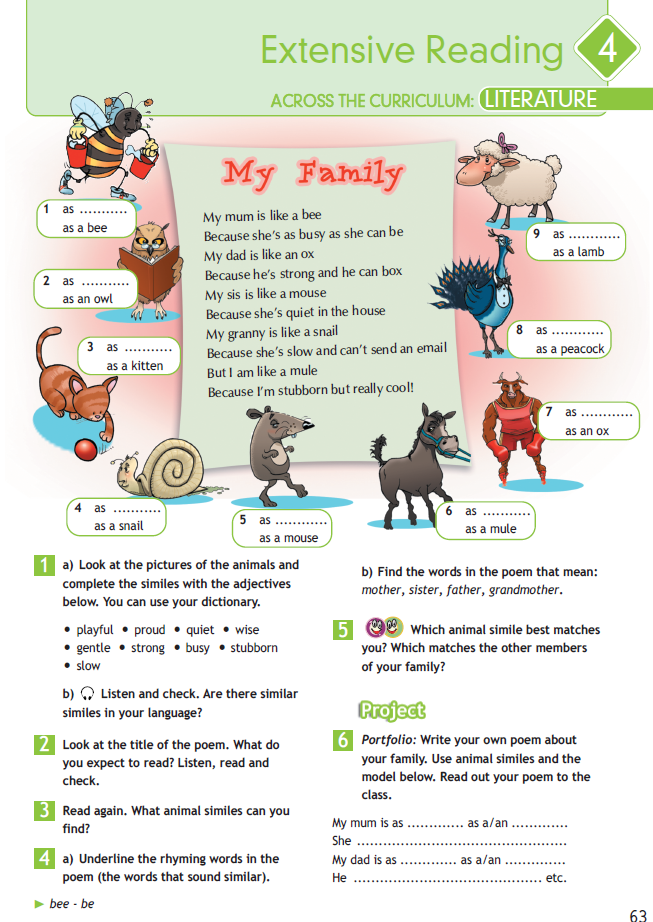 Extensive Reading
4
ACROSS THE CURRICULUM: LITERATURE
My Family
My mum is like a bee
Because she's as busy as she can be
My dad is like an ox
Because he's strong and he can box
My sis is like a mouse
Because she's quiet in the house
My granny is like a snail
Because she's slow and can't send an email
But I am like a mule
Because I'm stubborn but really cool!
1 as ...........
as a bee
2 as ...........
as an owl
3 as ...........
as a kitten
4 as ...........
as a snail
5 as ............
as a mouse
6 as ...........
as a mule
7 as ............
as an ox
8 as ............
as a peacock
9 as ............
as a lamb
1 a) Look at the pictures of the animals and
complete the similes with the adjectives
below. You can use your dictionary.
• playful • proud • quiet • wise
• gentle • strong • busy • stubborn
• slow
b) Listen and check. Are there similar
similes in your language?
2 Look at the title of the poem. What do
you expect to read? Listen, read and
check.
3 Read again. What animal similes can you
find?
4 a) Underline the rhyming words in the
poem (the words that sound similar).
▶ bee - be
b) Find the words in the poem that mean:
mother, sister, father, grandmother.
5 Which animal simile best matches
you? Which matches the other members
of your family?
Project
6 Portfolio: Write your own poem about
your family. Use animal similes and the
model below. Read out your poem to the
class.
My mum is as ............ as a/an ............
She .............................................
My dad is as ............ as a/an .............
He ........................................ etc.
63